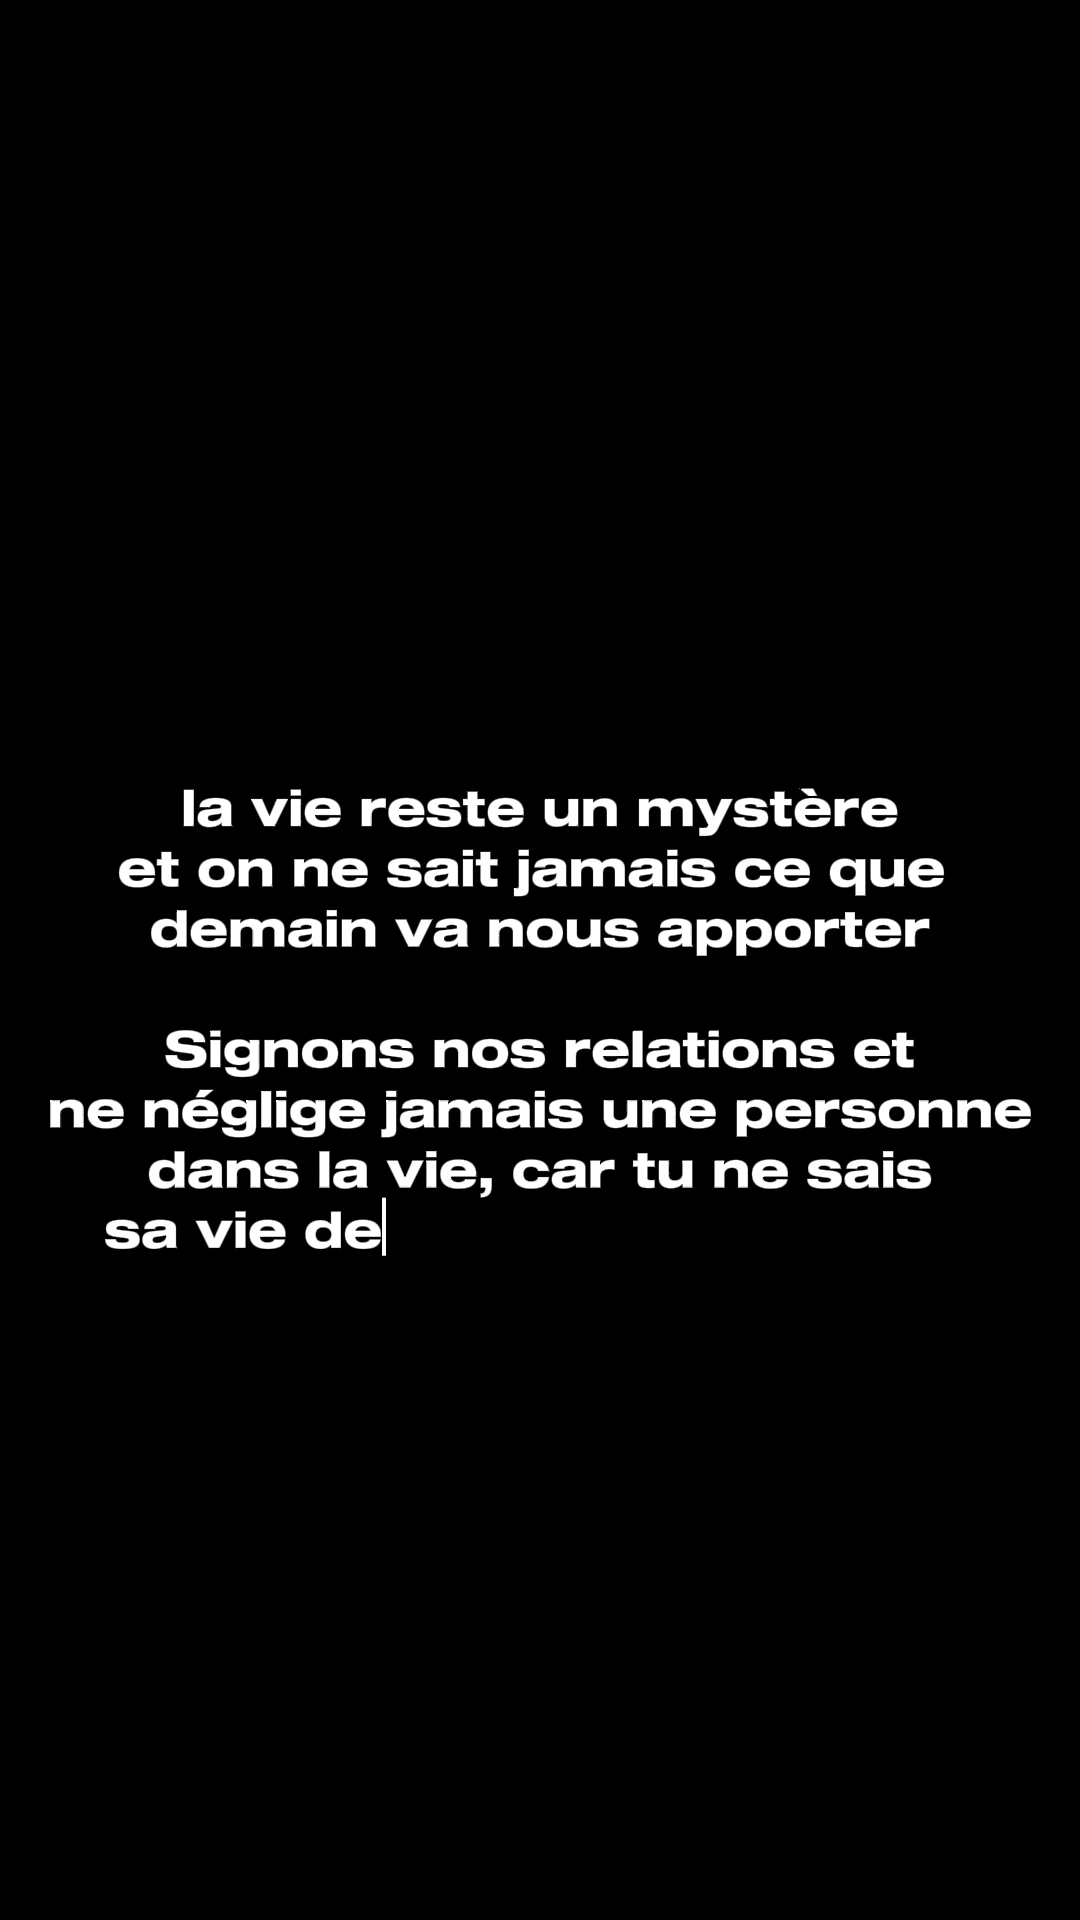 la vie reste un mystère
et on ne sait jamais ce que
demain va nous apporter
Signons nos relations et
ne néglige jamais une personne
dans la vie, car tu ne sais
sa vie de